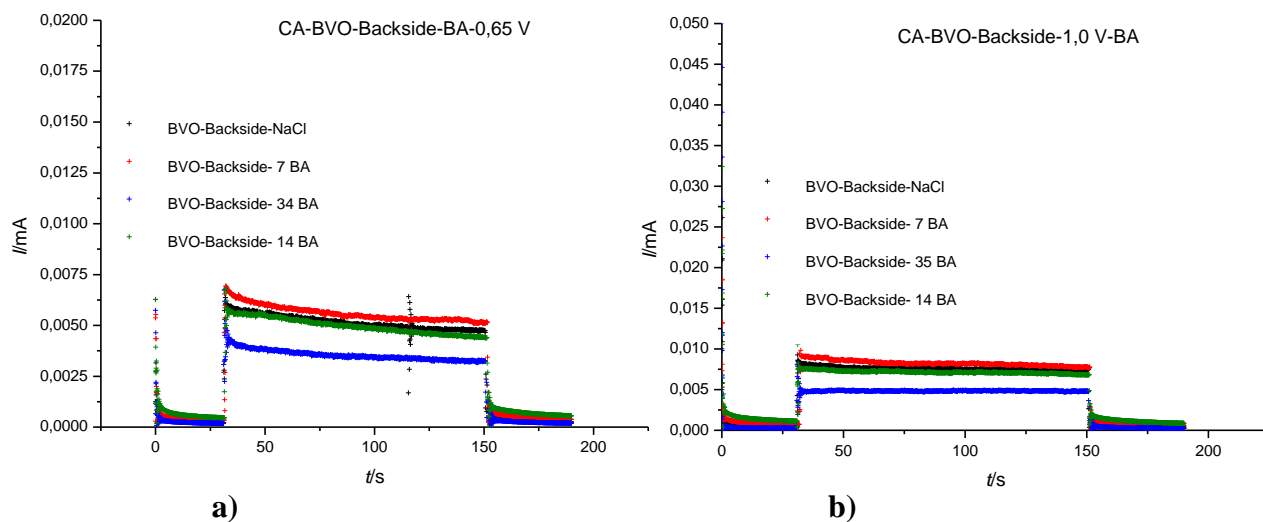 CA-BVO-Backside-BA-0,65 V
0,0200
0,0175
0,0150
0,0125
0,0100
0,0075
0,0050
0,0025
0,0000
I/mA
BVO-Backside-NaCl
BVO-Backside- 7 BA
BVO-Backside- 34 BA
BVO-Backside- 14 BA
0
50
100
150
200
t/s
a)
CA-BVO-Backside-1,0 V-BA
0,050
0,045
0,040
0,035
0,030
0,025
0,020
0,015
0,010
0,005
0,000
I/mA
BVO-Backside-NaCl
BVO-Backside- 7 BA
BVO-Backside- 35 BA
BVO-Backside- 14 BA
0
50
100
150
200
t/s
b)